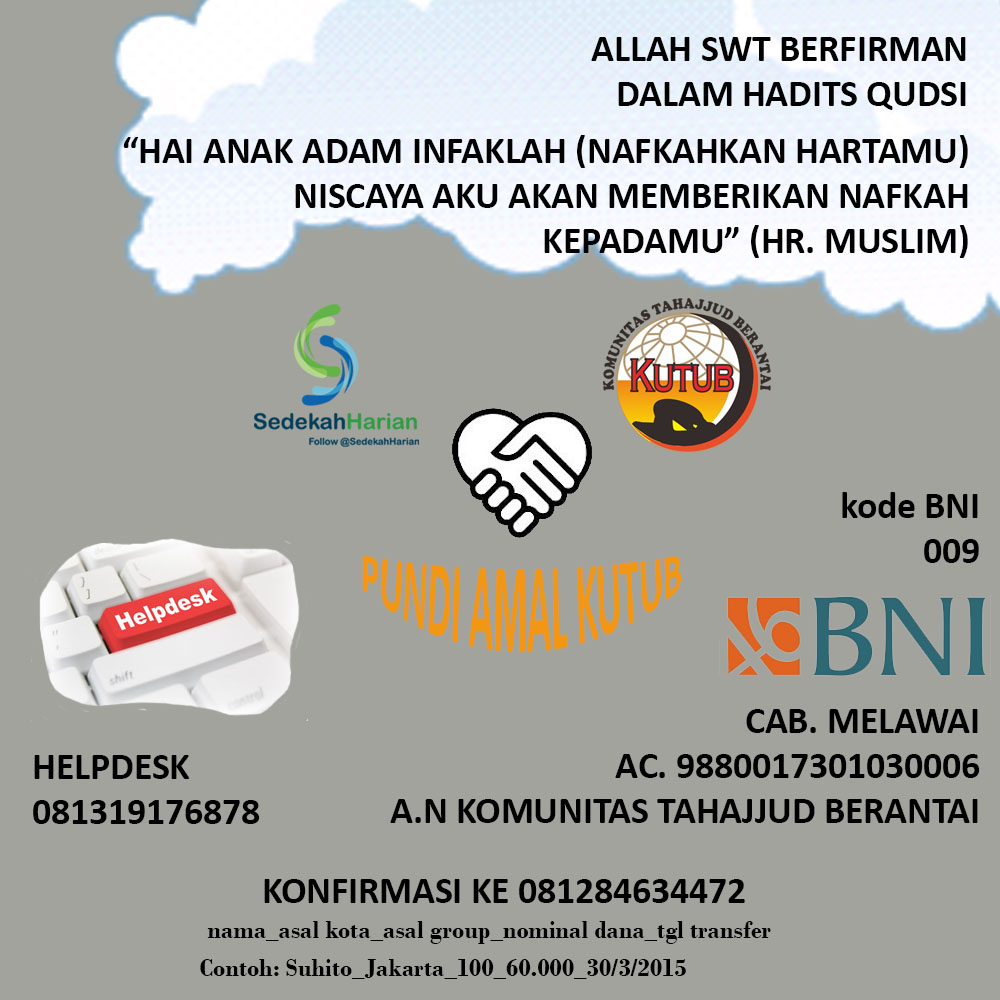 ALLAH SWT BERFIRMAN
DALAM HADITS QUDSI
“HAI ANAK ADAM INFAKLAH (NAFKAHKAN HARTAMU)
NISCAYA AKU AKAN MEMBERIKAN NAFKAH
KEPADAMU” (HR. MUSLIM)
SedekahHarian
Follow @SedekahHarian
KOMUNITAS TAHAJJUD BERANTAI
KUTUB
PUNDI AMAL KUTUB
kode BNI
009
BNI
CAB. MELAWAI
AC. 9880017301030006
A.N KOMUNITAS TAHAJJUD BERANTAI
Helpdesk
shift
control
HELPDESK
081319176878
KONFIRMASI KE 081284634472
nama_asal kota_asal group_nominal dana_tgl transfer
Contoh: Suhito_Jakarta_100_60.000_30/3/2015